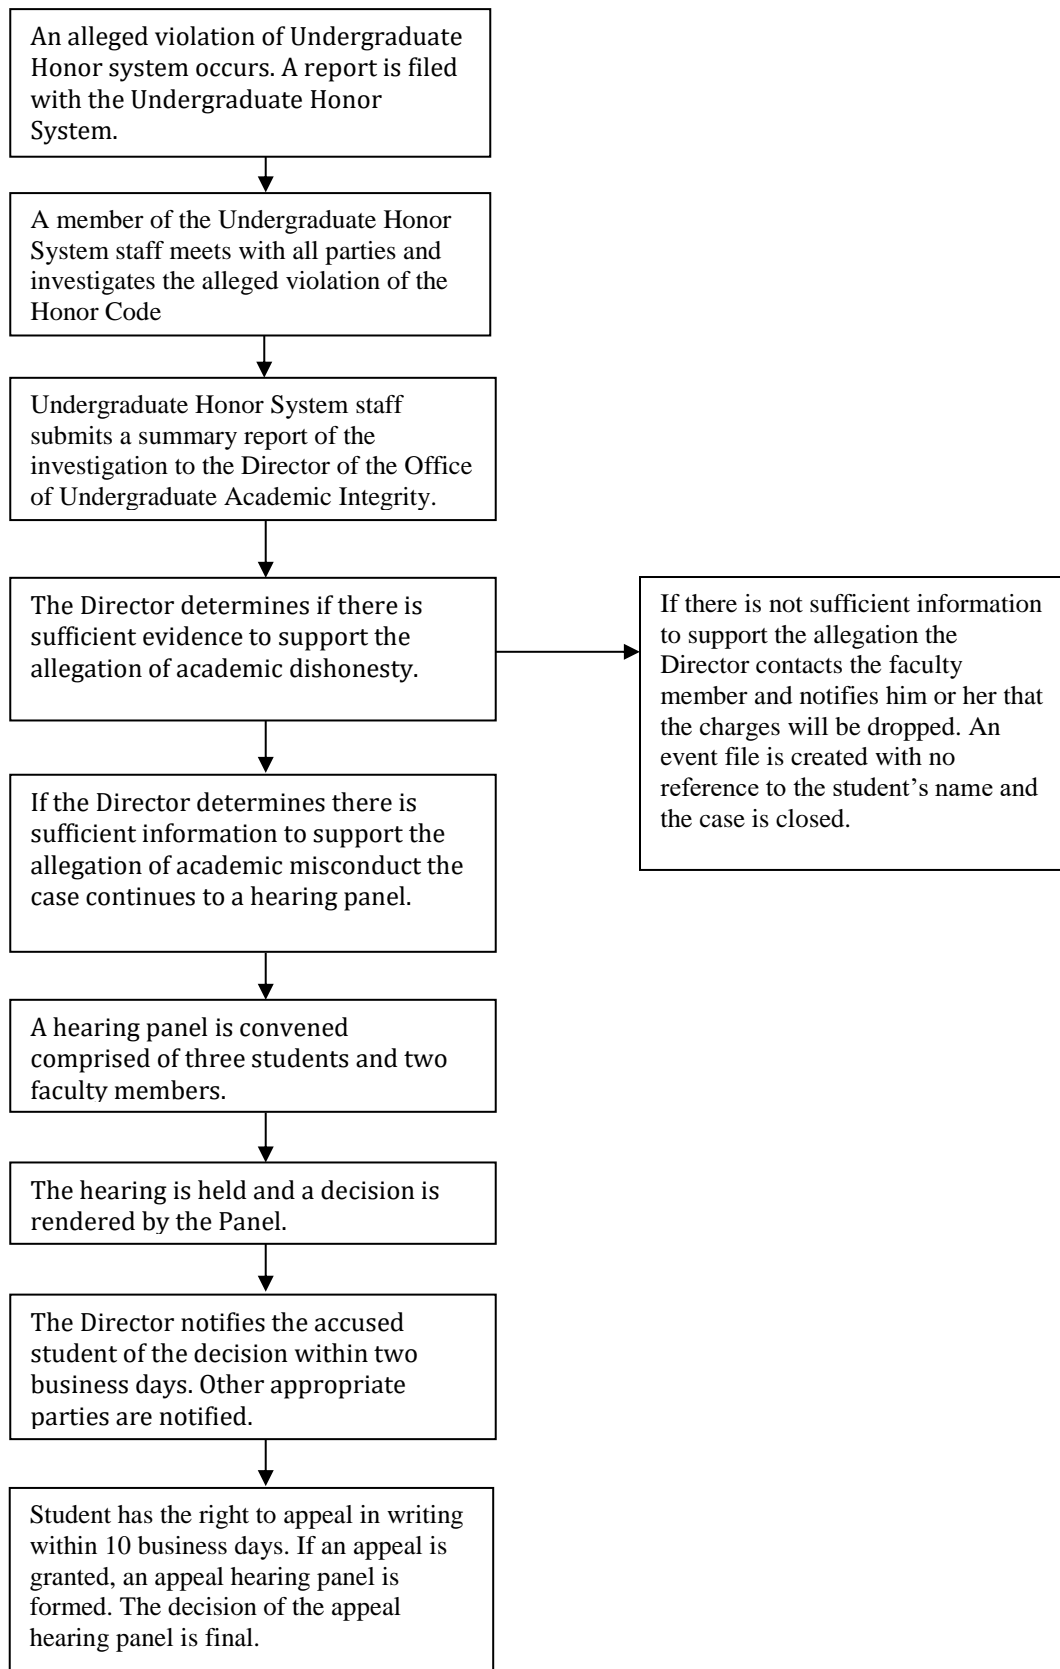 An alleged violation of Undergraduate
Honor system occurs. A report is filed
with the Undergraduate Honor
System.
A member of the Undergraduate Honor
System staff meets with all parties and
investigates the alleged violation of the
Honor Code
Undergraduate Honor System staff
submits a summary report of the
investigation to the Director of the Office
of Undergraduate Academic Integrity.
The Director determines if there is
sufficient evidence to support the
allegation of academic dishonesty.
If there is not sufficient information
to support the allegation the
Director contacts the faculty
member and notifies him or her that
the charges will be dropped. An
event file is created with no
reference to the student’s name and
the case is closed.
If the Director determines there is
sufficient information to support the
allegation of academic misconduct the
case continues to a hearing panel.
A hearing panel is convened
comprised of three students and two
faculty members.
The hearing is held and a decision is
rendered by the Panel.
The Director notifies the accused
student of the decision within two
business days. Other appropriate
parties are notified.
Student has the right to appeal in writing
within 10 business days. If an appeal is
granted, an appeal hearing panel is
formed. The decision of the appeal
hearing panel is final.